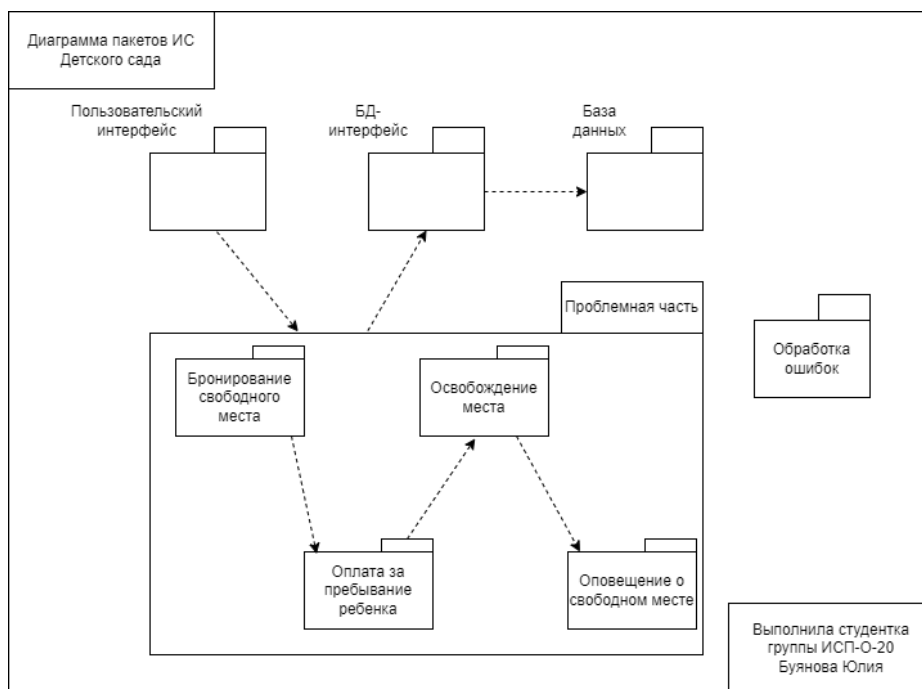 Диаграмма пакетов ИС
Детского сада
Пользовательский
интерфейс
БД-
интерфейс
База
данных
Проблемная часть
Обработка
ошибок
Бронирование
свободного
места
Освобождение
места
Оплата за
пребывание
ребенка
Оповещение о
свободном месте
Выполнила студентка
группы ИСП-О-20
Буянова Юлия